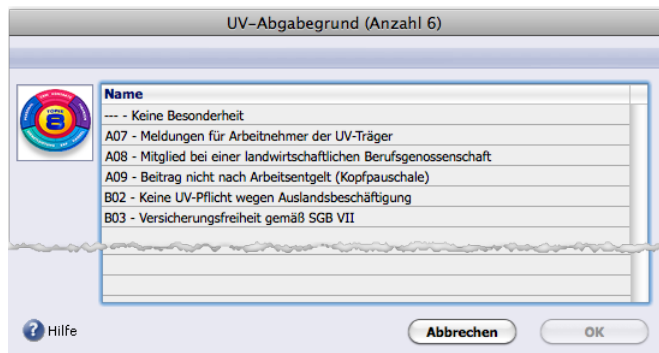 UV-Abgabegrund (Anzahl 6)
Name
--- - Keine Besonderheit
A07 - Meldungen für Arbeitnehmer der UV-Träger
A08 - Mitglied bei einer landwirtschaftlichen Berufsgenossenschaft
A09 - Beitrag nicht nach Arbeitsentgelt (Kopfpauschale)
B02 - Keine UV-Pflicht wegen Auslandsbeschäftigung
B03 - Versicherungsfreiheit gemäß SGB VII
? Hilfe
Abbrechen
OK